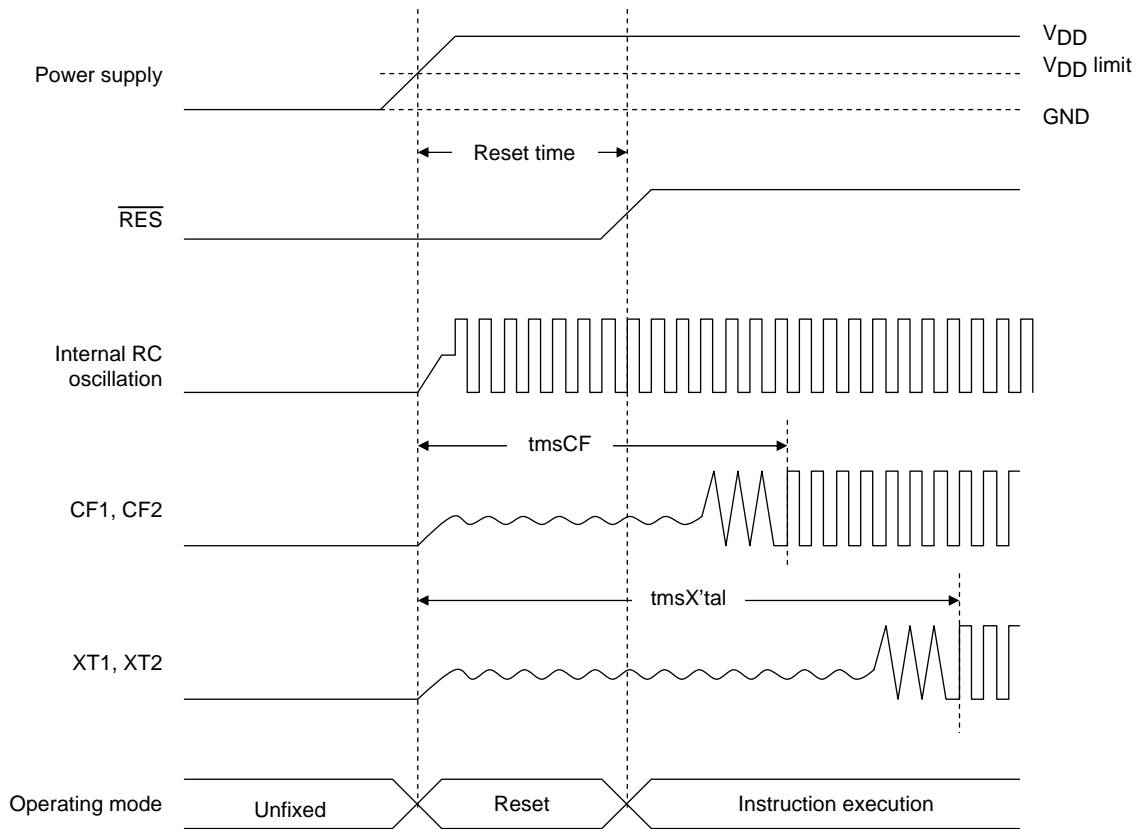 Power supply
VDD
VDD limit
GND
Reset time
RES
Internal RC
oscillation
tmsCF
CF1, CF2
tmsX'tal
XT1, XT2
Operating mode
Unfixed
Reset
Instruction execution